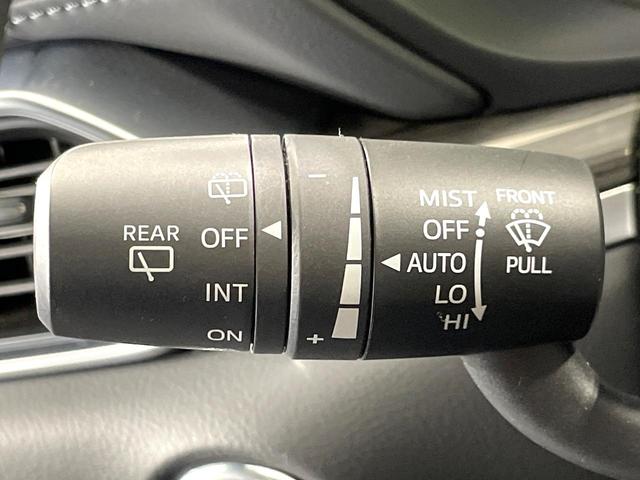 REAR
OFF
INT
ON
−
+
MIST
OFF
AUTO
LO
HI
FRONT
PULL